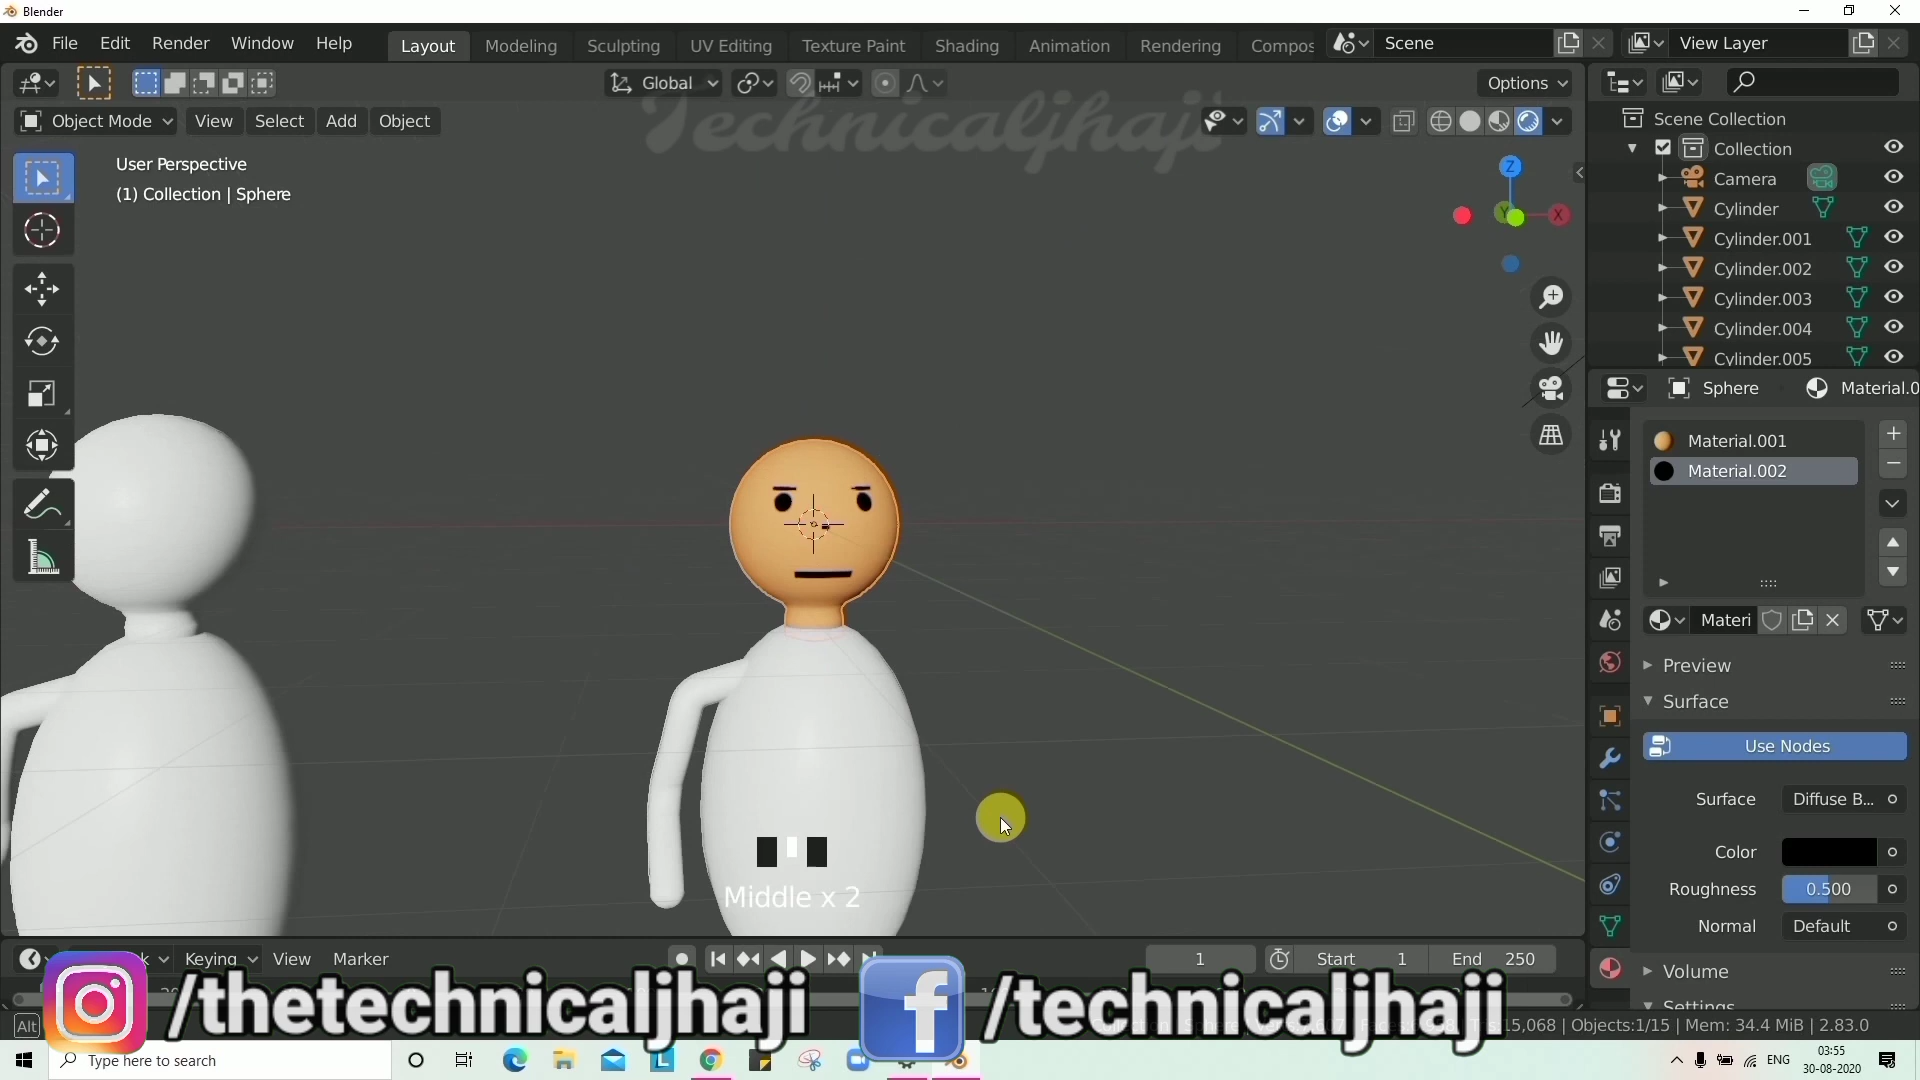 Blender
File Edit Render Window Help Layout Modeling Sculpting UV Editing Texture Paint Shading Animation Rendering Compos Scene View Layer
Global Options
Object Mode View Select Add Object
Technicaljhaji
User Perspective
(1) Collection | Sphere
Z
Y
X
Scene Collection
Collection
Camera
Cylinder
Cylinder.001
Cylinder.002
Cylinder.003
Cylinder.004
Cylinder.005
Sphere Material.0
Material.001
Material.002
Materi
Preview
Surface
Use Nodes
Surface Diffuse B...
Color
Roughness 0.500
Normal Default
Volume
Settings
Middle x 2
Keying View Marker 1 Start 1 End 250
/thetechnicaljhaji
/technicaljhaji
Alt
15,068 | Objects:1/15 | Mem: 34.4 MiB | 2.83.0
Type here to search
ENG
03:55
30-08-2020